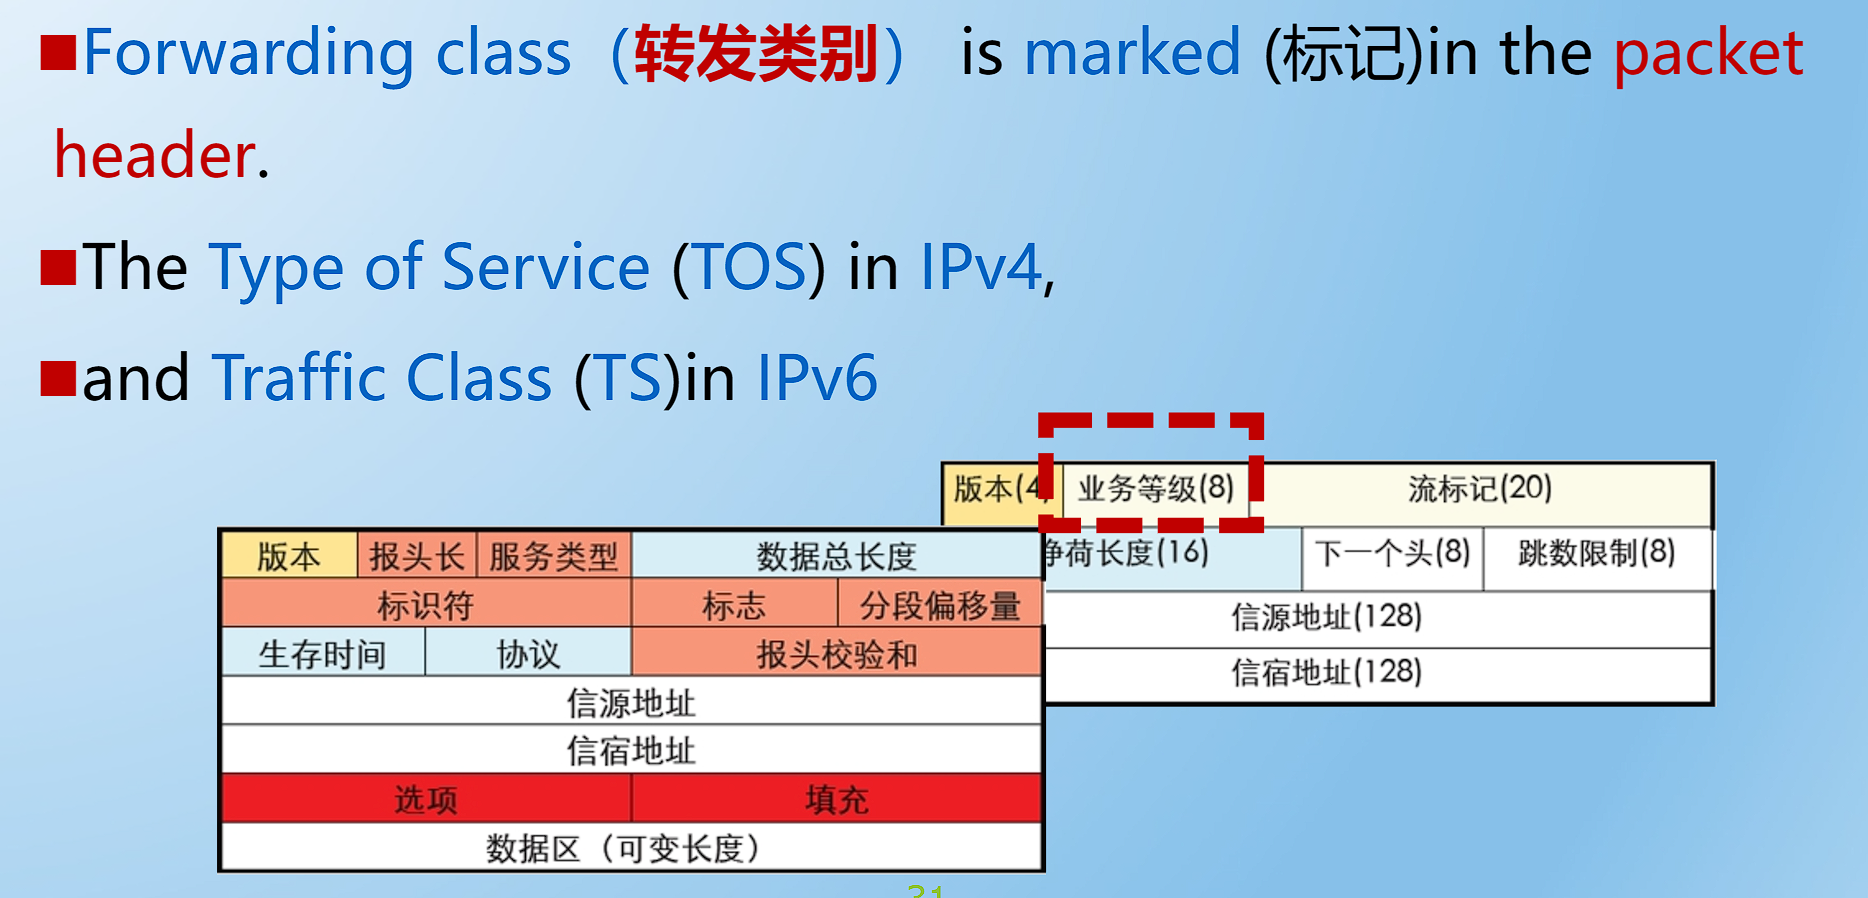 Forwarding class（转发类别） is marked (标记)in the packet
header.
The Type of Service (TOS) in IPv4,
and Traffic Class (TS)in IPv6
版本(4) 业务等级(8) 流标记(20)
净荷长度(16) 下一个头(8) 跳数限制(8)
信源地址(128)
信宿地址(128)
版本 报头长 服务类型 数据总长度
标识符 标志 分段偏移量
生存时间 协议 报头校验和
信源地址
信宿地址
选项 填充
数据区（可变长度）
31